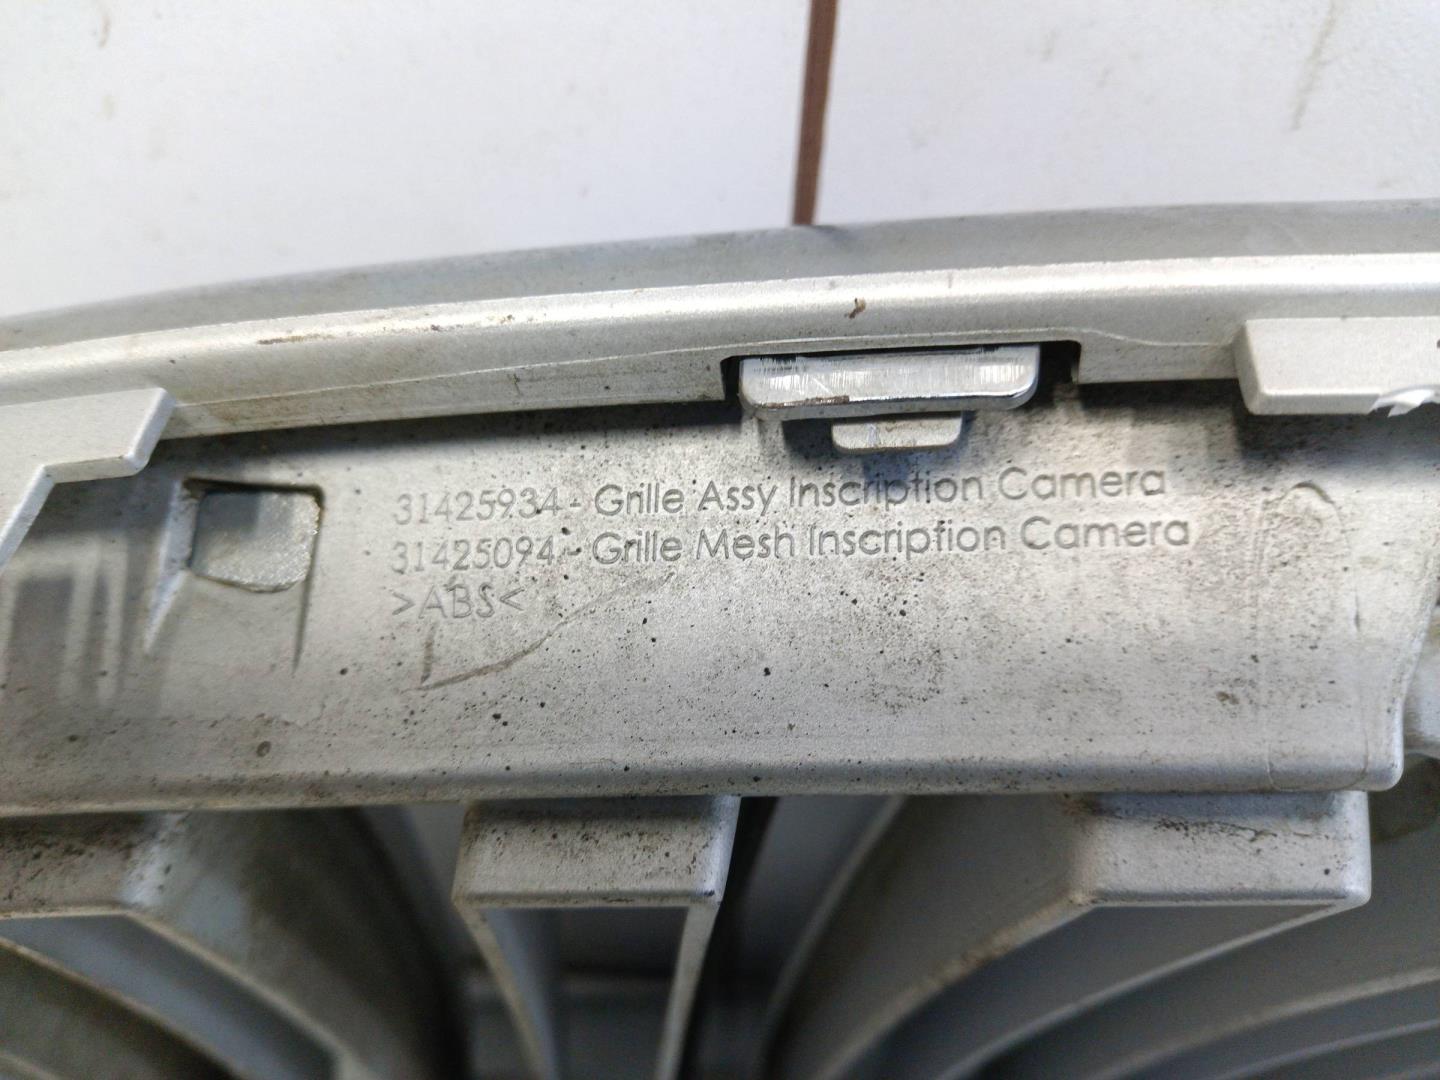 31425934 - Grille Assy Inscription Camera
31425094 - Grille Mesh Inscription Camera
>ABS<